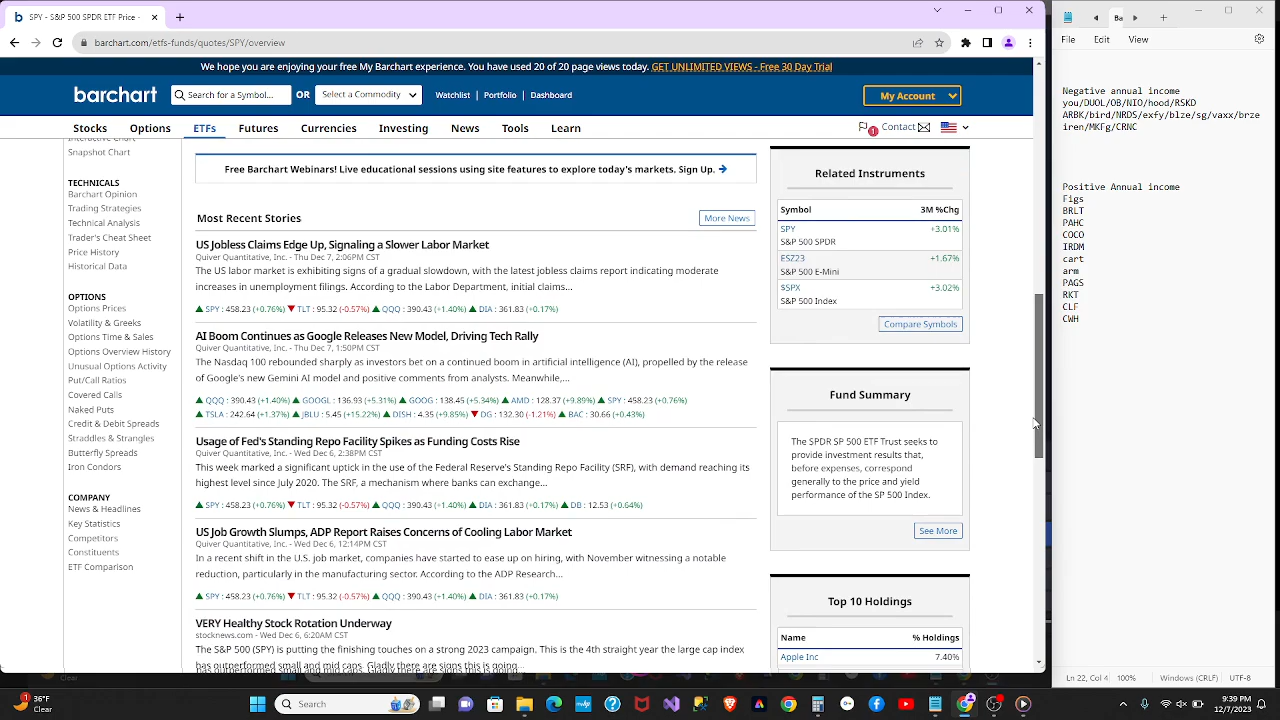 SPY - S&P 500 SPDR ETF Price -
barchart.com/etf-funds/quotes/SPY/overview
We hope you are enjoying your free My Barchart experience. You have used 20 of 20 page views today. GET UNLIMITED VIEWS - Free 30 Day Trial
barchart
Search for a Symbol...
OR
Select a Commodity
Watchlist | Portfolio | Dashboard
My Account
Stocks Options ETFs Futures Currencies Investing News Tools Learn
1
Contact
Interactive Chart
Snapshot Chart
TECHNICALS
Barchart Opinion
Trading Strategies
Technical Analysis
Trader's Cheat Sheet
Price History
Historical Data
OPTIONS
Options Prices
Volatility & Greeks
Options Time & Sales
Options Overview History
Unusual Options Activity
Put/Call Ratios
Covered Calls
Naked Puts
Credit & Debit Spreads
Straddles & Strangles
Butterfly Spreads
Iron Condors
COMPANY
News & Headlines
Key Statistics
Competitors
Constituents
ETF Comparison
Free Barchart Webinars! Live educational sessions using site features to explore today's markets. Sign Up.
Most Recent Stories
More News
US Jobless Claims Edge Up, Signaling a Slower Labor Market
Quiver Quantitative, Inc. - Thu Dec 7, 2:06PM CST
The US labor market is exhibiting signs of a gradual slowdown, with the latest jobless claims report indicating moderate
increases in unemployment filings. According to the Labor Department, initial claims...
SPY : 458.23 (+0.76%) TLT : 95.32 (-0.57%) QQQ : 390.43 (+1.40%) DIA : 361.83 (+0.17%)
AI Boom Continues as Google Releases New Model, Driving Tech Rally
Quiver Quantitative, Inc. - Thu Dec 7, 1:50PM CST
The Nasdaq 100 rebounded sharply as investors bet on a continued boom in artificial intelligence (AI), propelled by the release
of Google's new Gemini AI model and positive comments from analysts. Meanwhile,...
QQQ : 390.43 (+1.40%) GOOGL : 136.93 (+5.31%) GOOG : 138.45 (+5.34%) AMD : 128.37 (+9.89%) SPY : 458.23 (+0.76%)
TSLA : 242.64 (+1.37%) JBLU : 5.45 (+15.22%) DISH : 4.35 (+9.85%) DG : 132.30 (-1.21%) BAC : 30.66 (+0.43%)
Usage of Fed's Standing Repo Facility Spikes as Funding Costs Rise
Quiver Quantitative, Inc. - Wed Dec 6, 2:38PM CST
This week marked a significant uptick in the use of the Federal Reserve's Standing Repo Facility (SRF), with demand reaching its
highest level since July 2020. The SRF, a mechanism where banks can exchange...
SPY : 458.23 (+0.76%) TLT : 95.32 (-0.57%) QQQ : 390.43 (+1.40%) DIA : 361.83 (+0.17%) DB : 12.53 (+0.64%)
US Job Growth Slumps, ADP Report Raises Concerns of Cooling Labor Market
Quiver Quantitative, Inc. - Wed Dec 6, 12:14PM CST
In a recent shift in the U.S. job market, companies have started to ease up on hiring, with November witnessing a notable
reduction, particularly in the manufacturing sector. According to the ADP Research...
SPY : 458.23 (+0.76%) TLT : 95.32 (-0.57%) QQQ : 390.43 (+1.40%) DIA : 361.83 (+0.17%)
VERY Healthy Stock Rotation Underway
stocknews.com - Wed Dec 6, 6:20AM CST
The S&P 500 (SPY) is putting the finishing touches on a strong 2023 campaign. This is the 4th straight year the large cap index
has outperformed small and mid caps. Gladly there are signs this is going...
Related Instruments
Symbol 3M %Chg
SPY +3.01%
S&P 500 SPDR
ESZ23 +1.67%
S&P 500 E-Mini
$SPX +3.02%
S&P 500 Index
Compare Symbols
Fund Summary
The SPDR SP 500 ETF Trust seeks to
provide investment results that,
before expenses, correspond
generally to the price and yield
performance of the SP 500 Index.
See More
Top 10 Holdings
Name % Holdings
Apple Inc 7.40%
Ba
File Edit View
Negative annual income
you/DUOL/OB/NIO/hood/RSKD
ARBK/bird/NRDS/efy/blze/sg/vaxx/brze
iren/MKFg/CRNC
Positive Annual income
Figs
BRLT
PAHC
COCO
IRDM
cart
arm
PAGS
RKT
CLF
CWH
Clear
Ln 22, Col 4 100% Windows (CRLF) UTF-8
1
36°F
Clear
Search
9:39 PM
12/7/2023